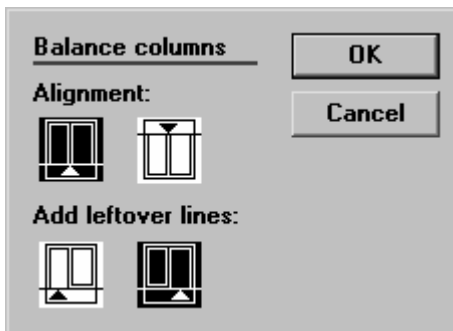 Balance columns
OK
Alignment:
Cancel
Add leftover lines: